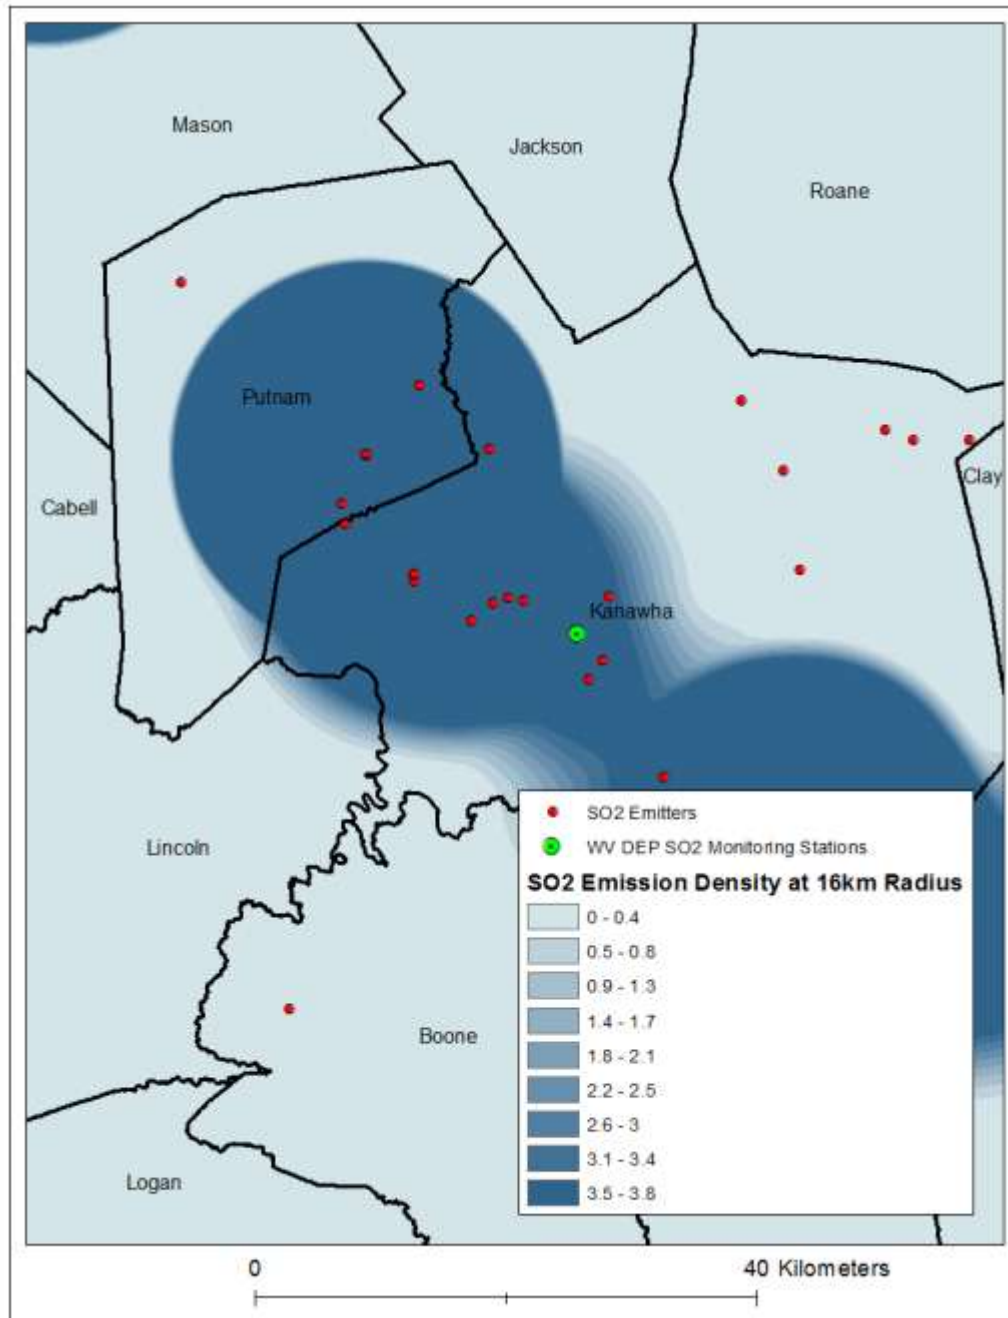 Mason
Jackson
Roane
Putnam
Cabell
Clay
Kanawha
Lincoln
Boone
Logan
SO2 Emitters
WV DEP SO2 Monitoring Stations
SO2 Emission Density at 16km Radius
0 - 0.4
0.5 - 0.8
0.9 - 1.3
1.4 - 1.7
1.8 - 2.1
2.2 - 2.5
2.6 - 3
3.1 - 3.4
3.5 - 3.8
0 40 Kilometers